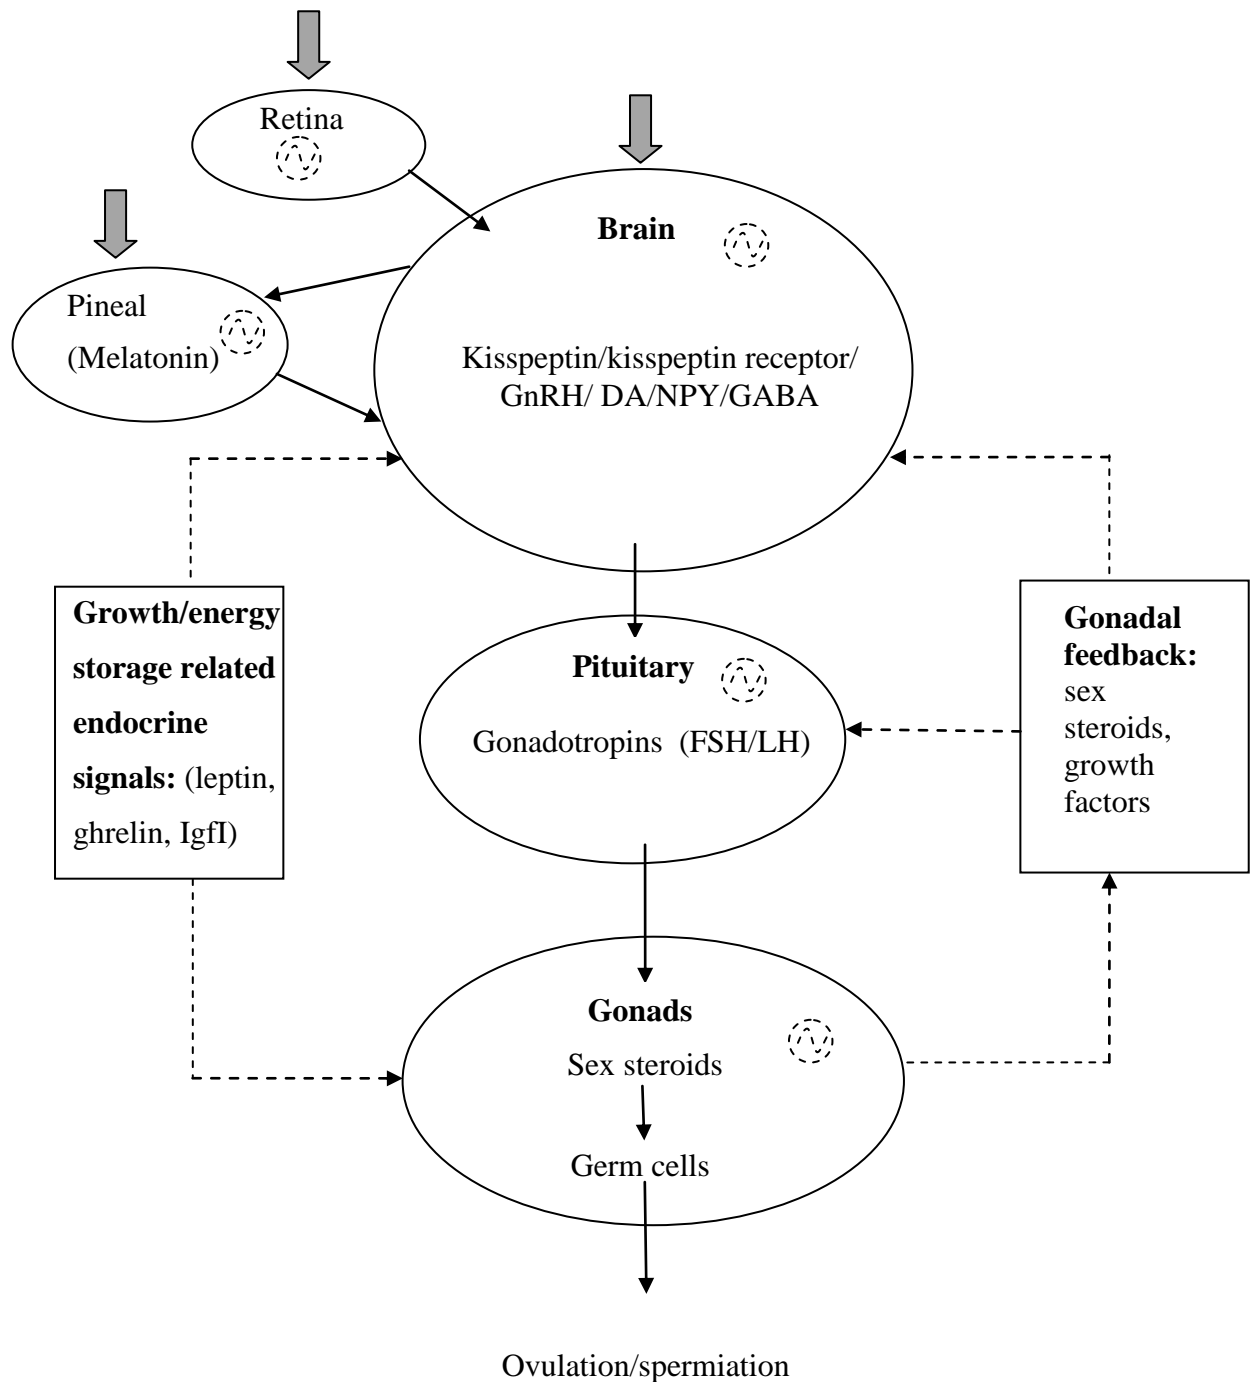 Retina
Brain
Pineal
(Melatonin)
Kisspeptin/kisspeptin receptor/
GnRH/ DA/NPY/GABA
Growth/energy
storage related
endocrine
signals: (leptin,
ghrelin, IgfI)
Pituitary
Gonadotropins (FSH/LH)
Gonadal
feedback:
sex
steroids,
growth
factors
Gonads
Sex steroids
Germ cells
Ovulation/spermiation